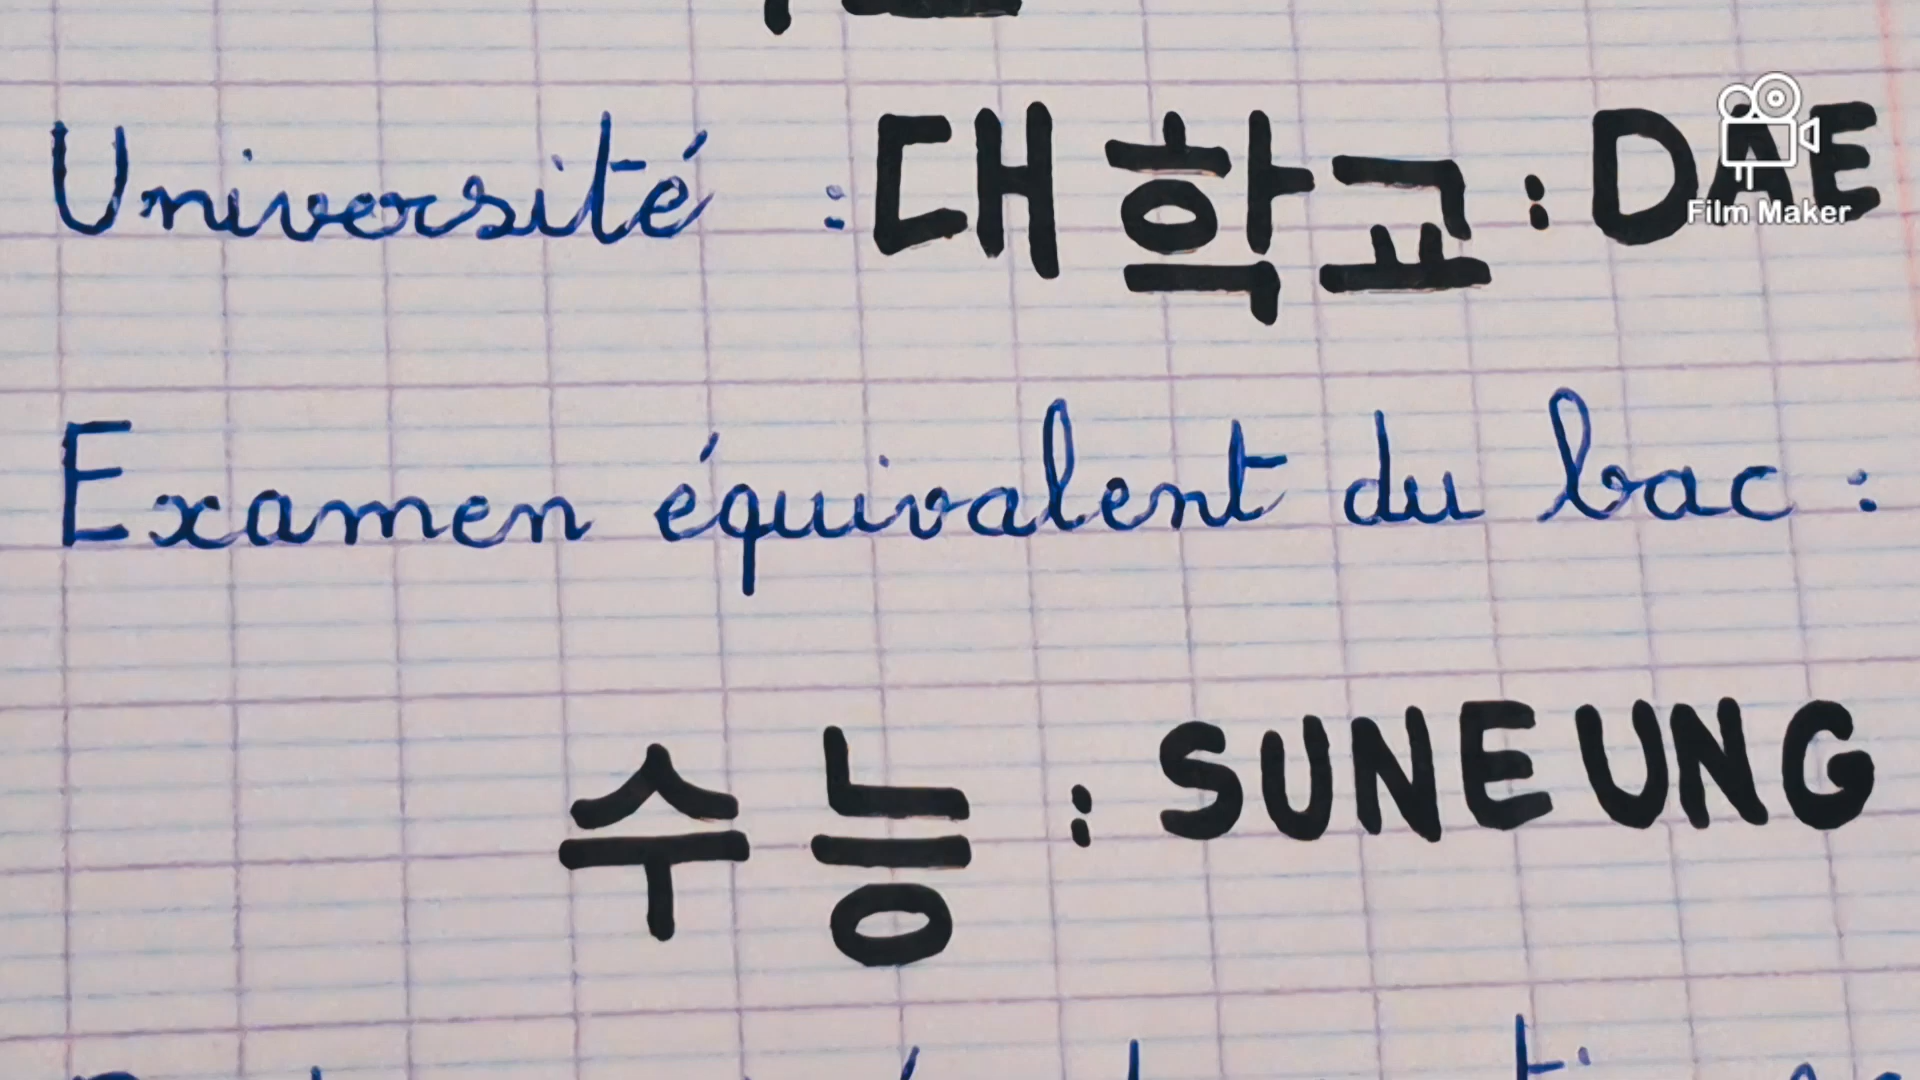 Université : 대학교 : DAE
Film Maker
Examen équivalent du bac :
수능 : SUNEUNG